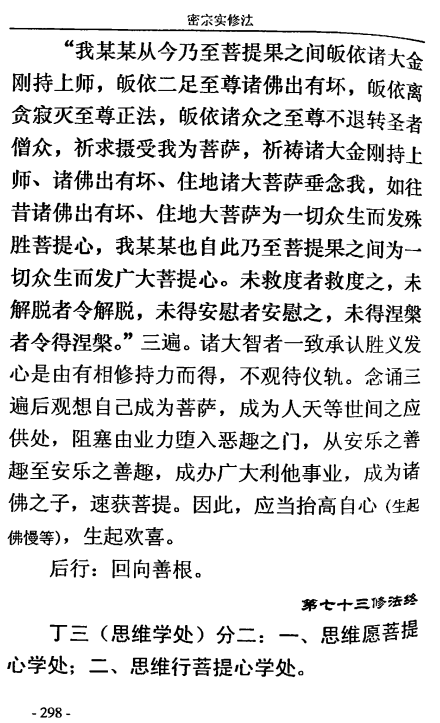 密宗实修法
“我某某从今乃至菩提果之间皈依诸大金
刚持上师，皈依二足至尊诸佛出有坏，皈依离
贪寂灭至尊正法，皈依诸众之至尊不退转圣者
僧众，祈求摄受我为菩萨，祈祷诸大金刚持上
师、诸佛出有坏、住地诸大菩萨垂念我，如往
昔诸佛出有坏、住地大菩萨为一切众生而发殊
胜菩提心，我某某也自此乃至菩提果之间为一
切众生而发广大菩提心。未救度者救度之，未
解脱者令解脱，未得安慰者安慰之，未得涅槃
者令得涅槃。”三遍。诸大智者一致承认胜义发
心是由有相修持力而得，不观待仪轨。念诵三
遍后观想自己成为菩萨，成为人天等世间之应
供处，阻塞由业力堕入恶趣之门，从安乐之善
趣至安乐之善趣，成办广大利他事业，成为诸
佛之子，速获菩提。因此，应当抬高自心（生起
佛慢等），生起欢喜。
后行：回向善根。
第七十三修法终
丁三（思维学处）分二：一、思维愿菩提
心学处；二、思维行菩提心学处。
- 298 -